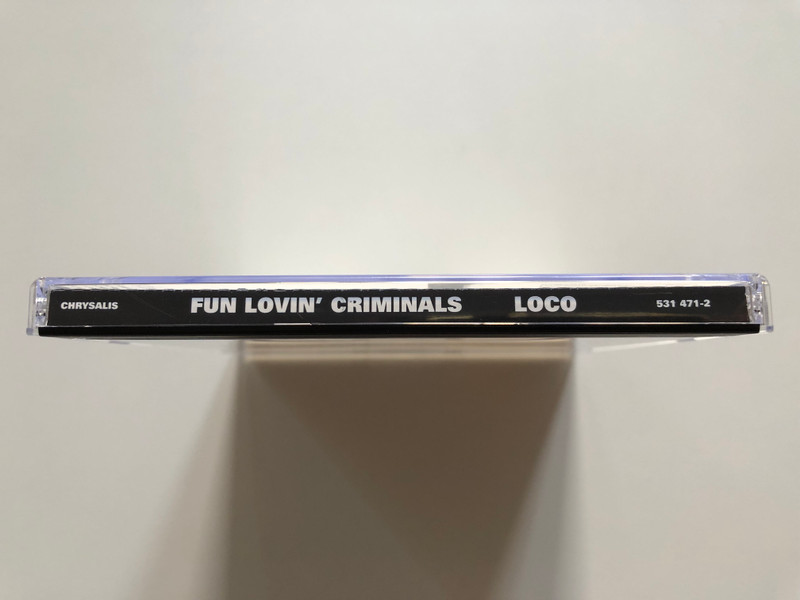 CHRYSALIS FUN LOVIN' CRIMINALS LOCO 531 471-2